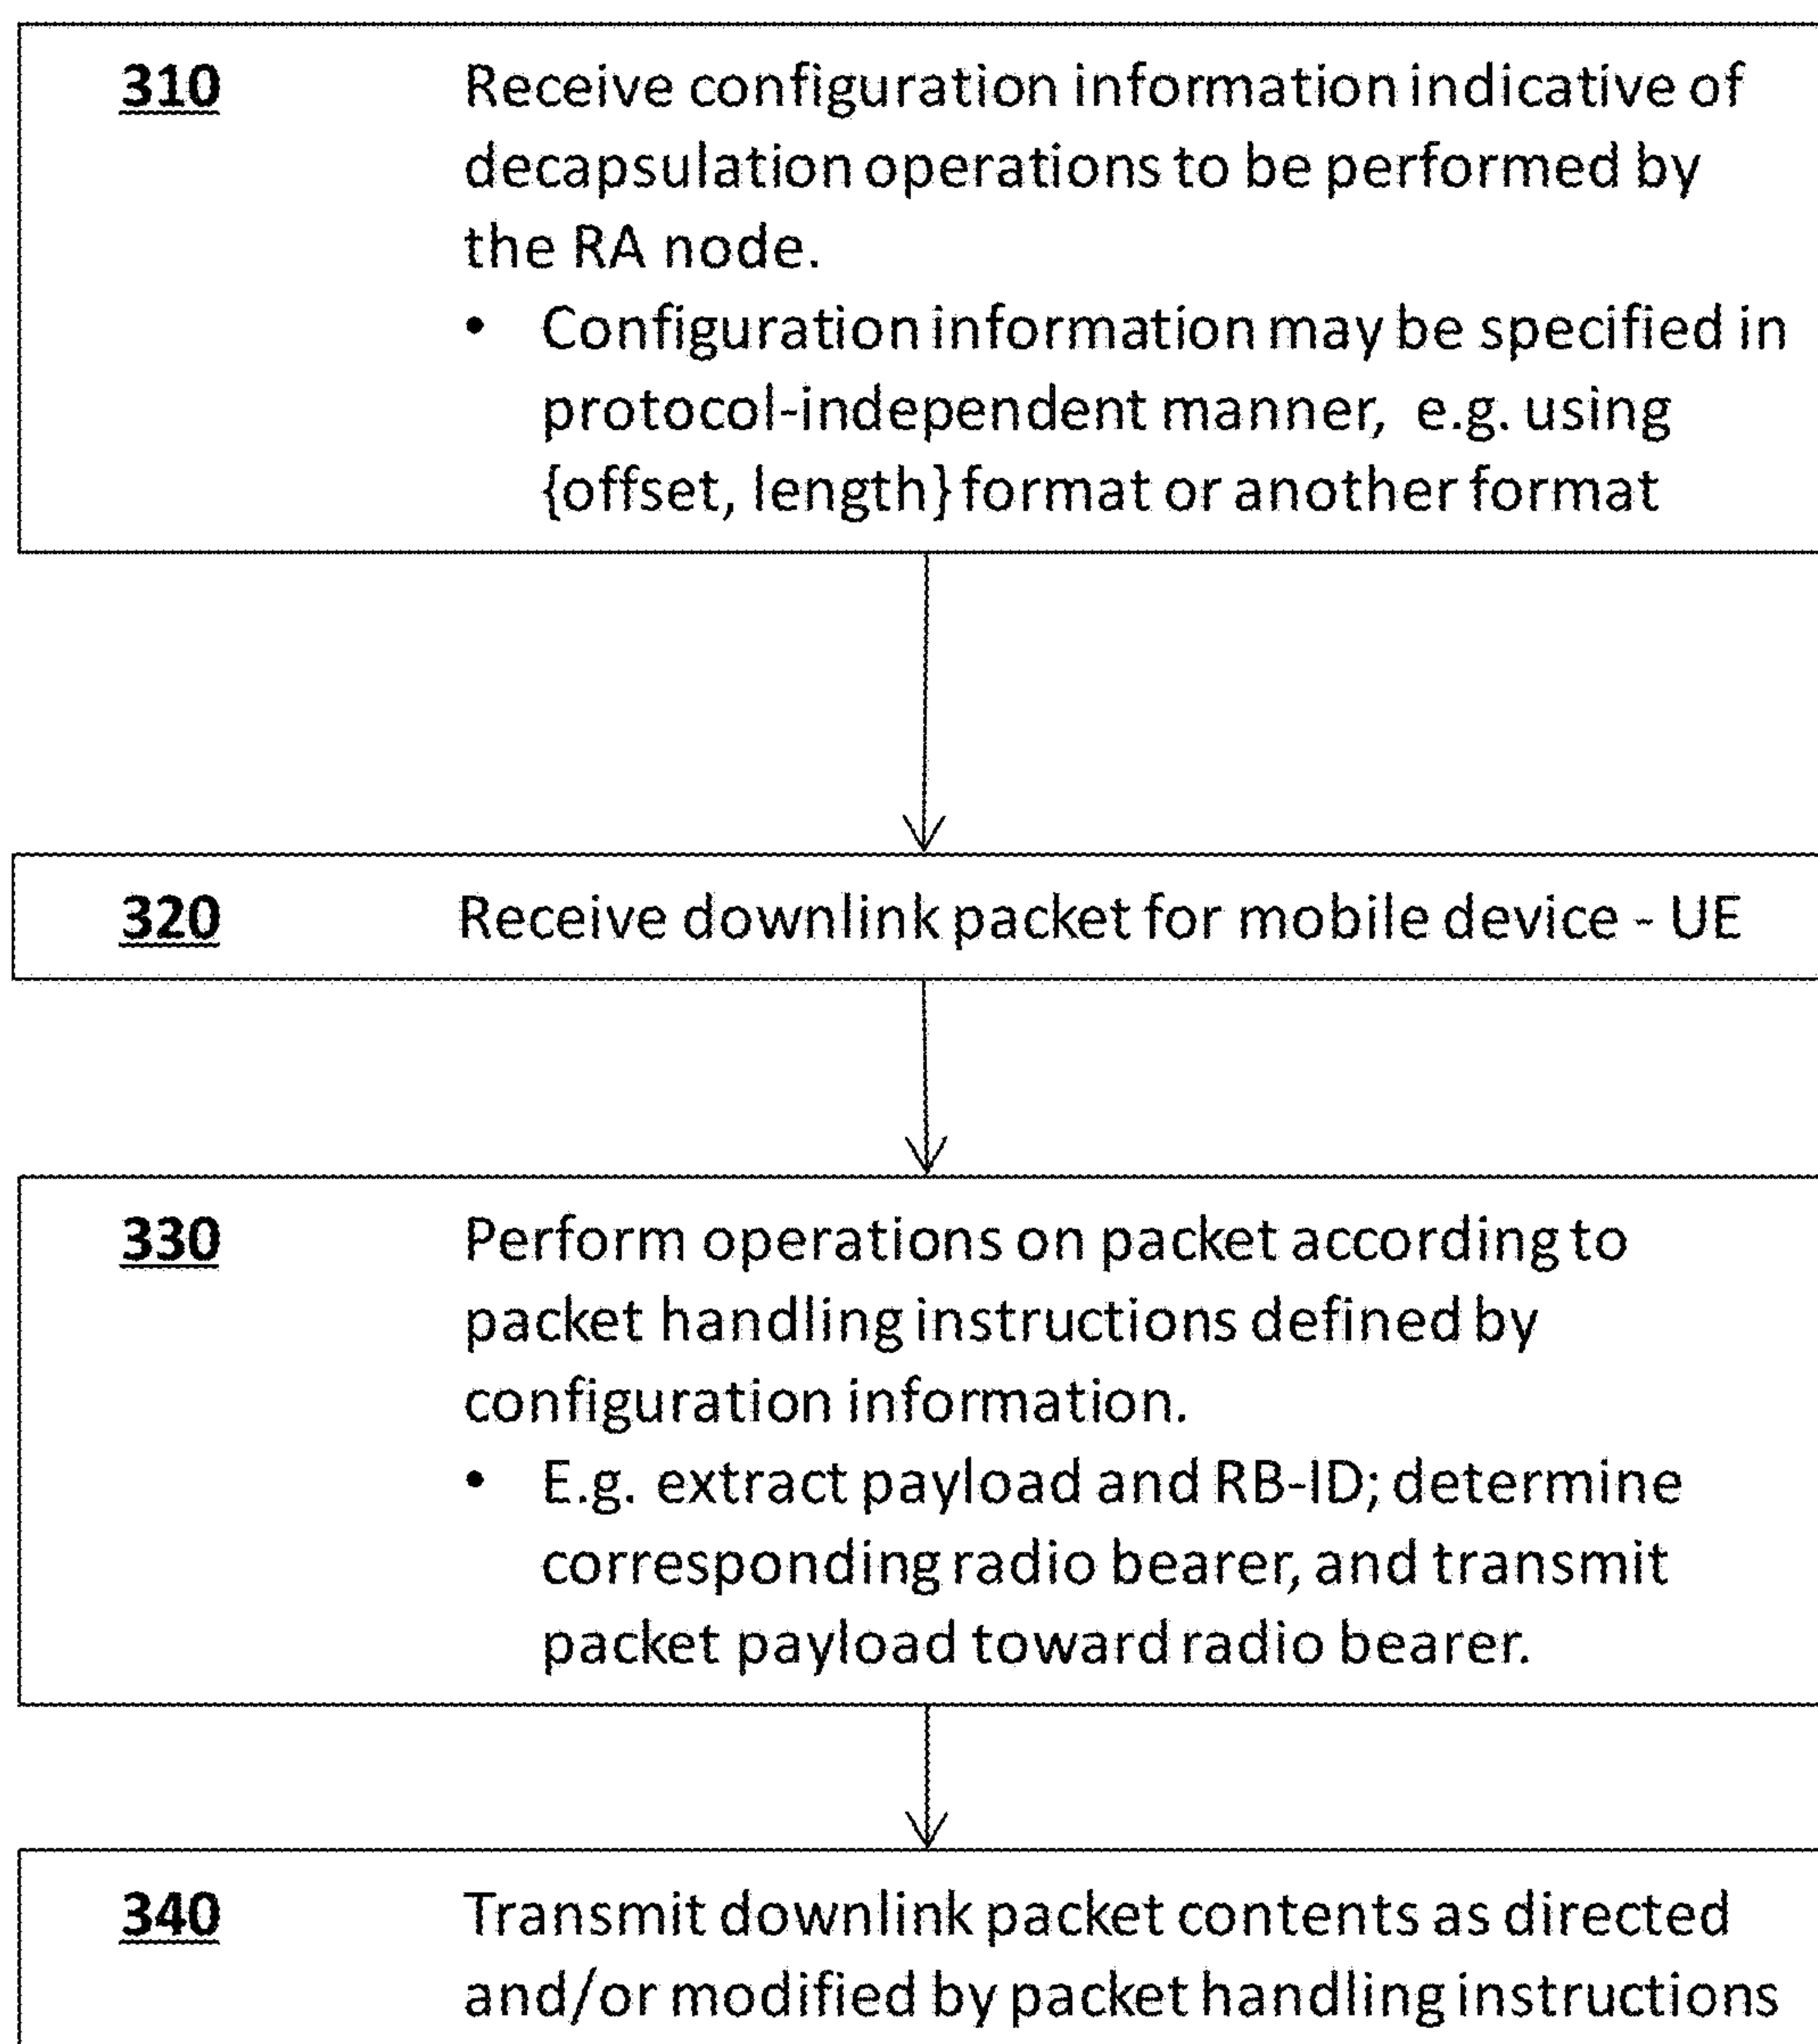 310 Receive configuration information indicative of
decapsulation operations to be performed by
the RA node.
• Configuration information may be specified in
protocol-independent manner, e.g. using
{offset, length} format or another format
320 Receive downlink packet for mobile device - UE
330 Perform operations on packet according to
packet handling instructions defined by
configuration information.
• E.g. extract payload and RB-ID; determine
corresponding radio bearer, and transmit
packet payload toward radio bearer.
340 Transmit downlink packet contents as directed
and/or modified by packet handling instructions